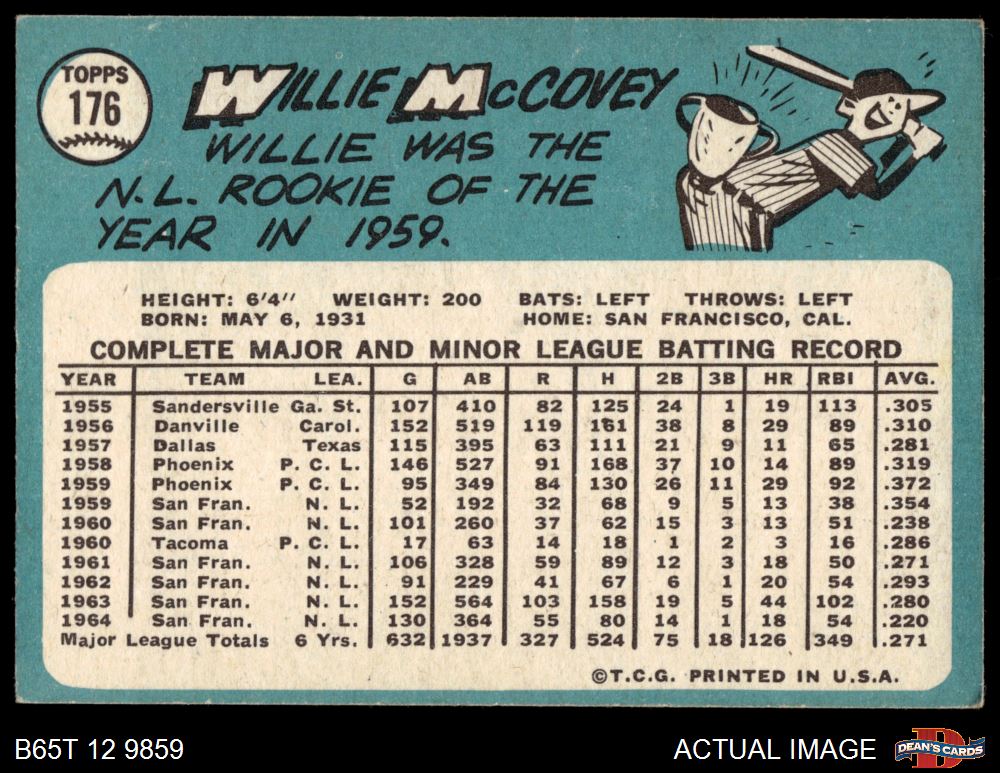 TOPPS
176
WILLIE McCOVEY
WILLIE WAS THE
N.L. ROOKIE OF THE
YEAR IN 1959.
HEIGHT: 6'4" WEIGHT: 200 BATS: LEFT THROWS: LEFT
BORN: MAY 6, 1931 HOME: SAN FRANCISCO, CAL.
COMPLETE MAJOR AND MINOR LEAGUE BATTING RECORD
YEAR TEAM LEA. G AB R H 2B 3B HR RBI AVG.
1955 Sandersville Ga. St. 107 410 82 125 24 1 19 113 .305
1956 Danville Carol. 152 519 119 161 38 8 29 89 .310
1957 Dallas Texas 115 395 63 111 21 9 11 65 .281
1958 Phoenix P. C. L. 146 527 91 168 37 10 14 89 .319
1959 Phoenix P. C. L. 95 349 84 130 26 11 29 92 .372
1959 San Fran. N. L. 52 192 32 68 9 5 13 38 .354
1960 San Fran. N. L. 101 260 37 62 15 3 13 51 .238
1960 Tacoma P. C. L. 17 63 14 18 1 2 3 16 .286
1961 San Fran. N. L. 106 328 59 89 12 3 18 50 .271
1962 San Fran. N. L. 91 229 41 67 6 1 20 54 .293
1963 San Fran. N. L. 152 564 103 158 19 5 44 102 .280
1964 San Fran. N. L. 130 364 55 80 14 1 18 54 .220
Major League Totals 6 Yrs. 632 1937 327 524 75 18 126 349 .271
©T.C.G. PRINTED IN U.S.A.
B65T 12 9859 ACTUAL IMAGE
D
DEAN'S CARDS